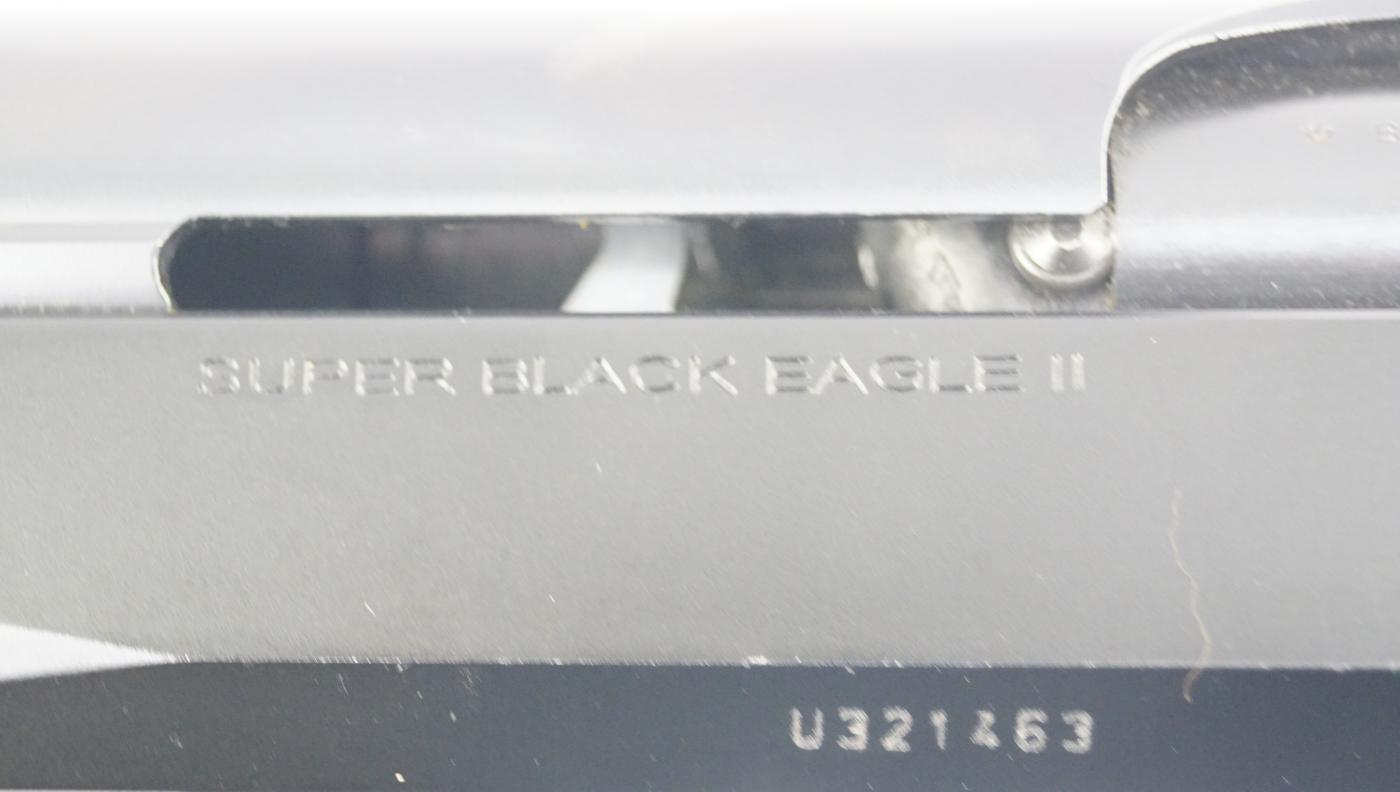 SUPER BLACK EAGLE II
U321463